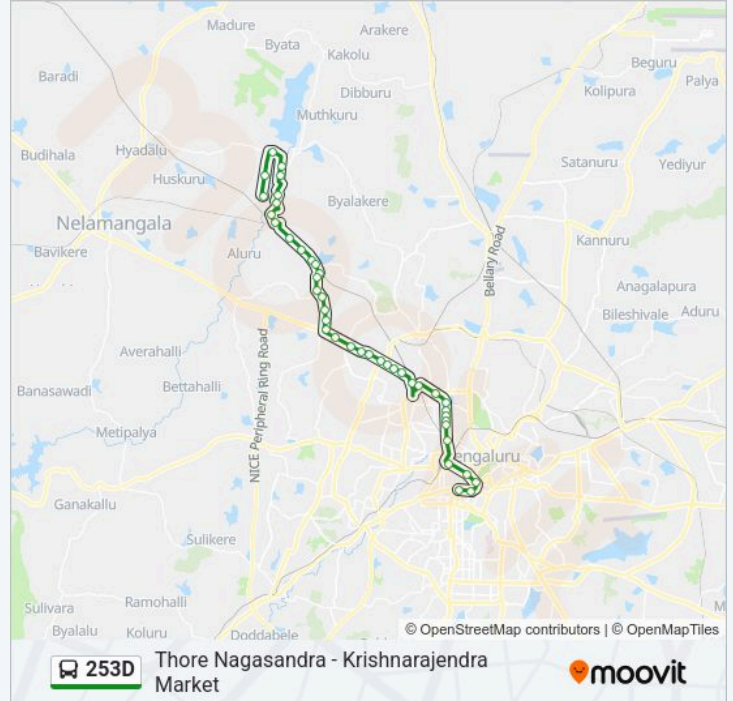 Madure
Arakere
Byata
Kakolu
Beguru
Baradi
Dibburu
Kolipura
Palya
Muthkuru
Budihala
Hyadalu
Satanuru
Yediyur
Huskuru
Byalakere
Nelamangala
Kannuru
Bavikere
Aluru
Bellary Road
Anagalapura
Bileshivale
Aduru
Averahalli
NICE Peripheral Ring Road
Banasawadi
Bettahalli
Metipalya
engaluru
Ganakallu
Sulikere
Sulivara
Ramohalli
M
Byalalu
Koluru
Doddabele
© OpenStreetMap contributors | © OpenMapTiles
253D
Thore Nagasandra - Krishnarajendra
Market
moovit